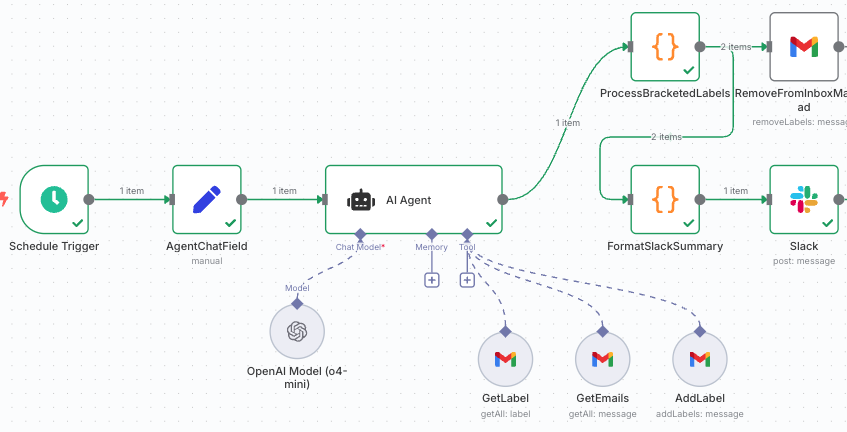 2 items
ProcessBracketedLabels
RemoveFromInboxMa
ad
removeLabels: messag
1 item
2 items
1 item
1 item
1 item
AI Agent
Schedule Trigger
AgentChatField
manual
Chat Model*
Memory
Tool
FormatSlackSummary
Slack
post: message
Model
OpenAI Model (o4-
mini)
GetLabel
getAll: label
GetEmails
getAll: message
AddLabel
addLabels: message